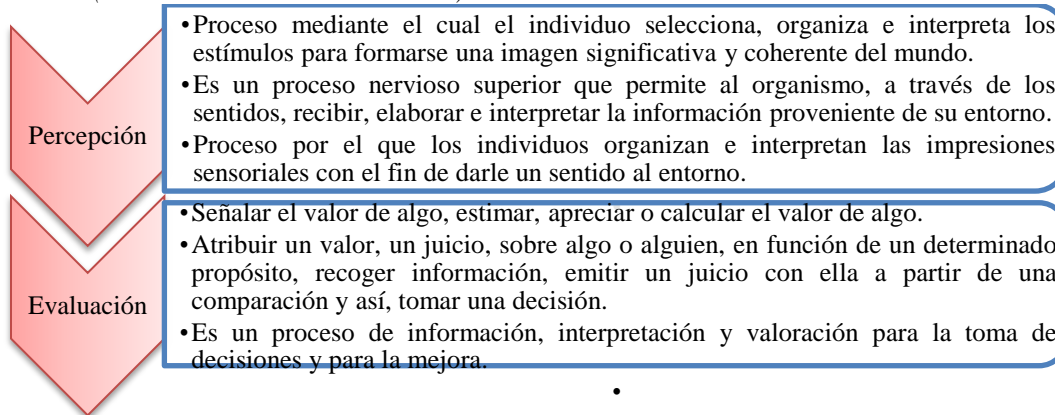 Percepción
•Proceso mediante el cual el individuo selecciona, organiza e interpreta los
estímulos para formarse una imagen significativa y coherente del mundo.
•Es un proceso nervioso superior que permite al organismo, a través de los
sentidos, recibir, elaborar e interpretar la información proveniente de su entorno.
•Proceso por el que los individuos organizan e interpretan las impresiones
sensoriales con el fin de darle un sentido al entorno.
Evaluación
•Señalar el valor de algo, estimar, apreciar o calcular el valor de algo.
•Atribuir un valor, un juicio, sobre algo o alguien, en función de un determinado
propósito, recoger información, emitir un juicio con ella a partir de una
comparación y así, tomar una decisión.
•Es un proceso de información, interpretación y valoración para la toma de
decisiones y para la mejora.
•